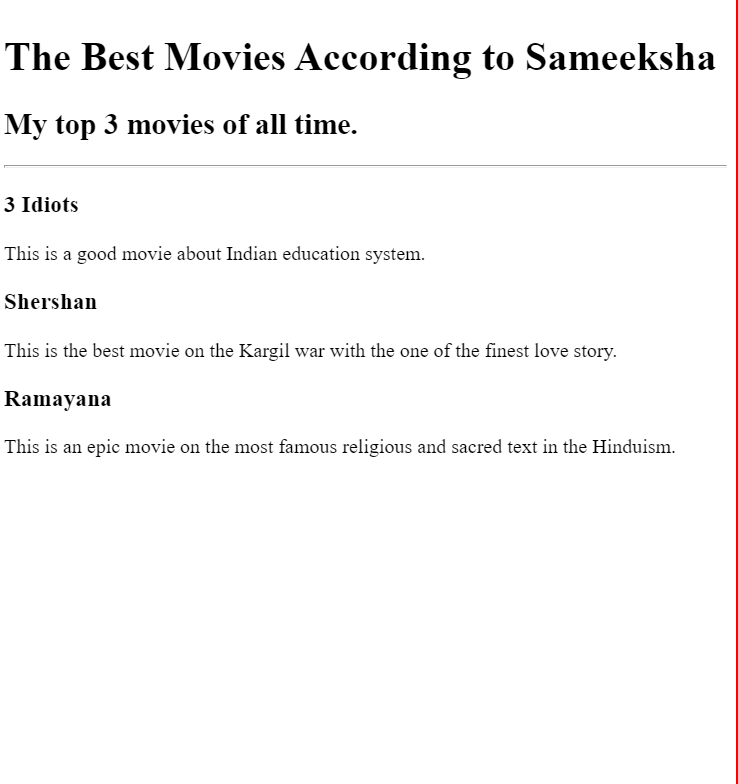 The Best Movies According to Sameeksha
My top 3 movies of all time.
3 Idiots
This is a good movie about Indian education system.
Shershan
This is the best movie on the Kargil war with the one of the finest love story.
Ramayana
This is an epic movie on the most famous religious and sacred text in the Hinduism.